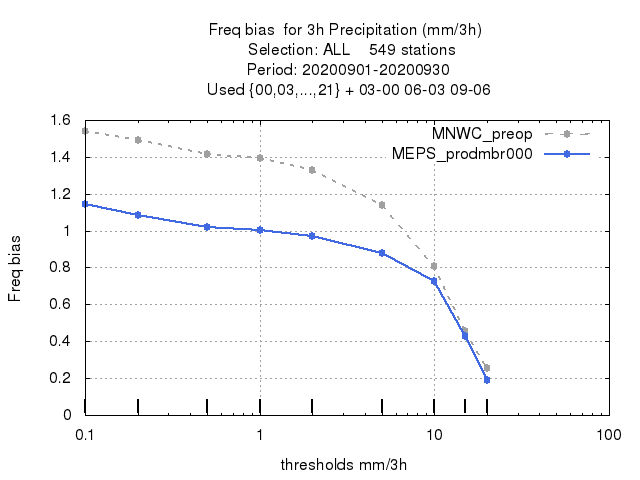 Freq bias  for 3h Precipitation (mm/3h)
Selection: ALL    549 stations
Period: 20200901-20200930
Used {00,03,...,21} + 03-00 06-03 09-06
MNWC_preop
MEPS_prodmbr000
1.6
1.4
1.2
1
0.8
0.6
0.4
0.2
0
Freq bias
0.1 1 10 100
thresholds mm/3h